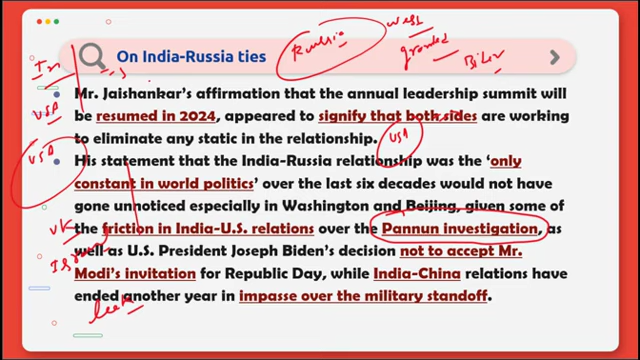 Russia
west
granted
On India-Russia ties
USA
Mr. Jaishankar's affirmation that the annual leadership summit will
be resumed in 2024, appeared to signify that both sides are working
to eliminate any static in the relationship.
USA
USA
His statement that the India-Russia relationship was the 'only
constant in world politics' over the last six decades would not have
gone unnoticed especially in Washington and Beijing, given some of
UK
the friction in India-U.S. relations over the Pannun investigation, as
well as U.S. President Joseph Biden's decision not to accept Mr.
Modi's invitation for Republic Day, while India-China relations have
ended another year in impasse over the military standoff.